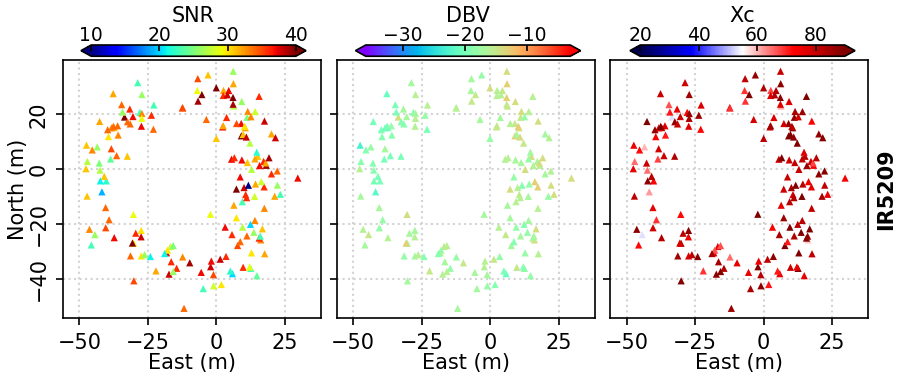 SNR DBV Xc
10 20 30 40 −30 −20 −10 20 40 60 80
20
0
−20
−40
North (m)
IR5209
−50 −25 0 25 −50 −25 0 25 −50 −25 0 25
East (m) East (m) East (m)